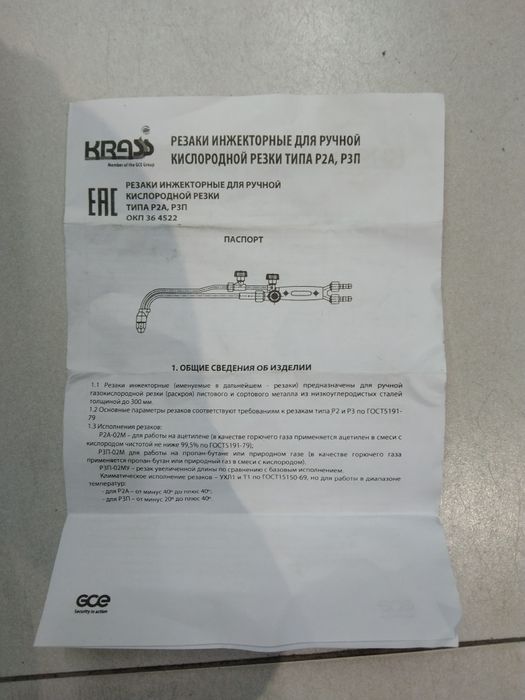 KRASS
Member of the GCE Group
РЕЗАКИ ИНЖЕКТОРНЫЕ ДЛЯ РУЧНОЙ
КИСЛОРОДНОЙ РЕЗКИ ТИПА Р2А, Р3П
ЕАС
РЕЗАКИ ИНЖЕКТОРНЫЕ ДЛЯ РУЧНОЙ
КИСЛОРОДНОЙ РЕЗКИ
ТИПА Р2А, Р3П
ОКП 36 4522
ПАСПОРТ
1. ОБЩИЕ СВЕДЕНИЯ ОБ ИЗДЕЛИИ
1.1 Резаки инжекторные (именуемые в дальнейшем - резаки) предназначены для ручной
газокислородной резки (раскроя) листового и сортового металла из низкоуглеродистых сталей
толщиной до 300 мм.
1.2 Основные параметры резаков соответствуют требованиям к резакам типа Р2 и Р3 по ГОСТ5191-
79
1.3 Исполнения резаков:
Р2А-02М – для работы на ацетилене (в качестве горючего газа применяется ацетилен в смеси с
кислородом чистотой не ниже 99,5% по ГОСТ5191-79);
Р3П-02М для работы на пропан-бутане или природном газе (в качестве горючего газа
применяется пропан-бутан или природный газ в смеси с кислородом).
Р3П-02МУ – резак увеличенной длины по сравнению с базовым исполнением.
Климатическое исполнение резаков – УХЛ1 и Т1 по ГОСТ15150-69, но для работы в диапазоне
температур:
- для Р2А – от минус 40º до плюс 40º;
- для Р3П – от минус 20º до плюс 40º.
GCE
Security in action